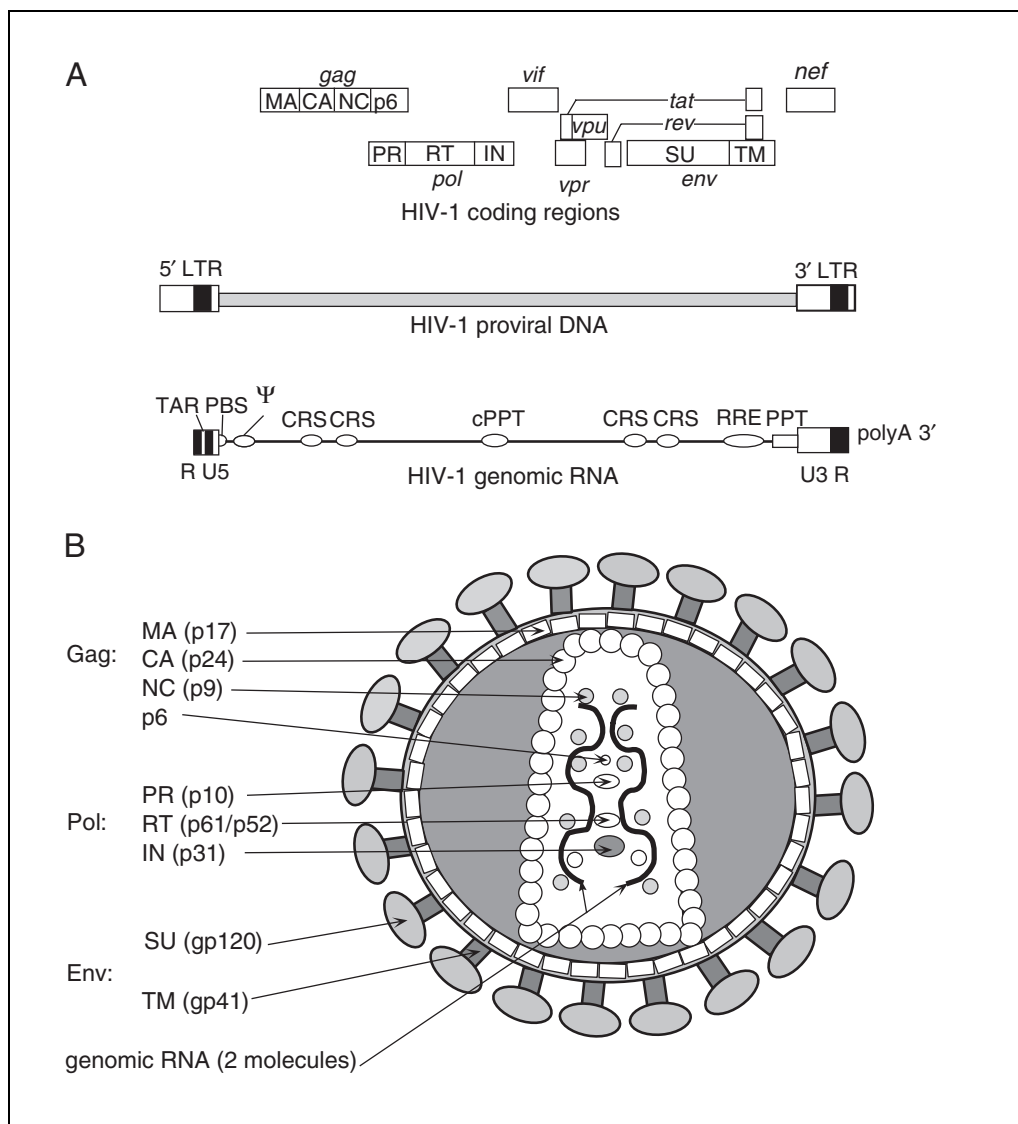 A
gag
vif
nef
MA CA NC p6
tat
vpu
rev
PR RT IN
SU TM
pol
vpr
env
HIV-1 coding regions
5′ LTR
3′ LTR
HIV-1 proviral DNA
TAR PBS Ψ CRS CRS cPPT CRS CRS RRE PPT
polyA 3′
R U5
HIV-1 genomic RNA
U3 R
B
MA (p17)
Gag:
CA (p24)
NC (p9)
p6
PR (p10)
Pol:
RT (p61/p52)
IN (p31)
SU (gp120)
Env:
TM (gp41)
genomic RNA (2 molecules)